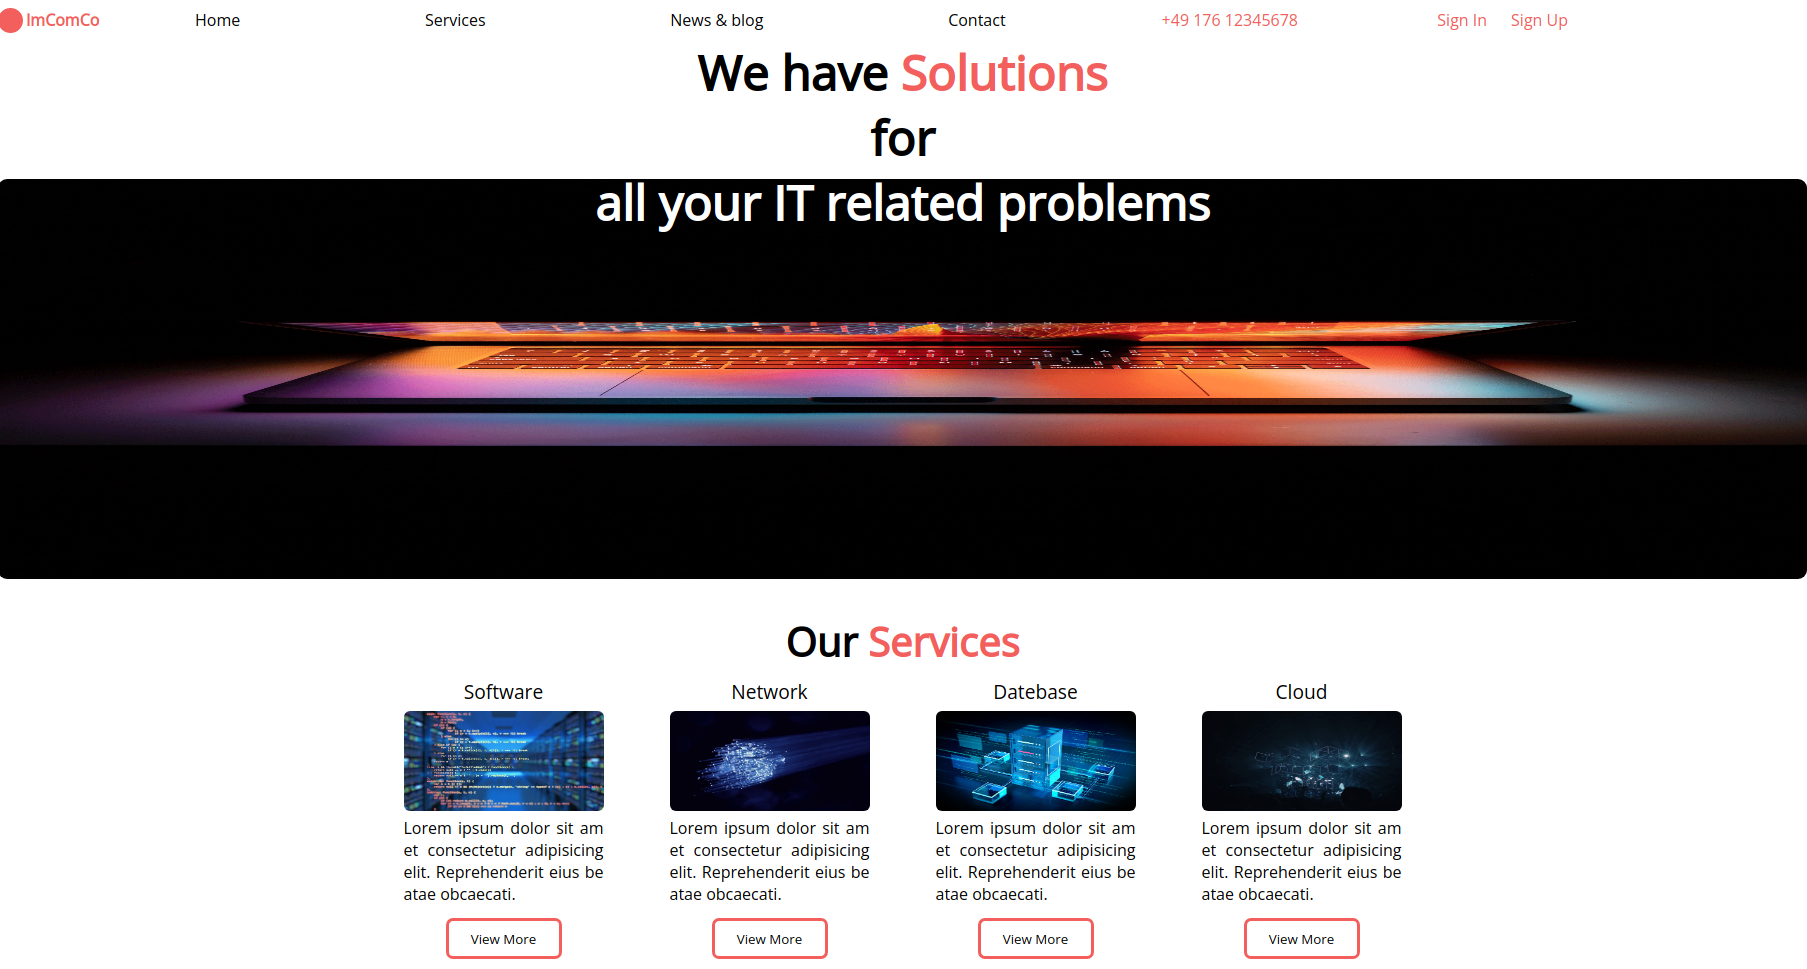 ImComCo Home Services News & blog Contact +49 176 12345678 Sign In Sign Up
We have Solutions
for
all your IT related problems
Our Services
Software Network Datebase Cloud
Lorem ipsum dolor sit am
et consectetur adipisicing
elit. Reprehenderit eius be
atae obcaecati.
View More
Lorem ipsum dolor sit am
et consectetur adipisicing
elit. Reprehenderit eius be
atae obcaecati.
View More
Lorem ipsum dolor sit am
et consectetur adipisicing
elit. Reprehenderit eius be
atae obcaecati.
View More
Lorem ipsum dolor sit am
et consectetur adipisicing
elit. Reprehenderit eius be
atae obcaecati.
View More